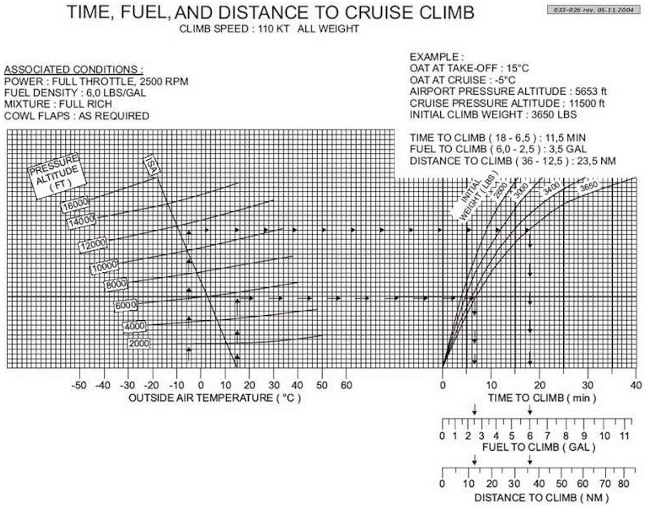 TIME, FUEL, AND DISTANCE TO CRUISE CLIMB
033-026 rev. 05.11.2004
CLIMB SPEED : 110 KT ALL WEIGHT
ASSOCIATED CONDITIONS :
POWER : FULL THROTTLE, 2500 RPM
FUEL DENSITY : 6,0 LBS/GAL
MIXTURE : FULL RICH
COWL FLAPS : AS REQUIRED
EXAMPLE :
OAT AT TAKE-OFF : 15°C
OAT AT CRUISE : -5°C
AIRPORT PRESSURE ALTITUDE : 5653 ft
CRUISE PRESSURE ALTITUDE : 11500 ft
INITIAL CLIMB WEIGHT : 3650 LBS
TIME TO CLIMB ( 18 - 6,5 ) : 11,5 MIN
FUEL TO CLIMB ( 6,0 - 2,5 ) : 3,5 GAL
DISTANCE TO CLIMB ( 36 - 12,5 ) : 23,5 NM
PRESSURE
ALTITUDE
( FT )
ISA
16000
14000
12000
10000
8000
6000
4000
2000
INITIAL
WEIGHT ( LBS )
2600
3000
3400
3650
-50 -40 -30 -20 -10 0 10 20 30 40 50 60
OUTSIDE AIR TEMPERATURE ( °C )
0 10 20 30 40
TIME TO CLIMB ( min )
0 1 2 3 4 5 6 7 8 9 10 11
FUEL TO CLIMB ( GAL )
0 10 20 30 40 50 60 70 80
DISTANCE TO CLIMB ( NM )